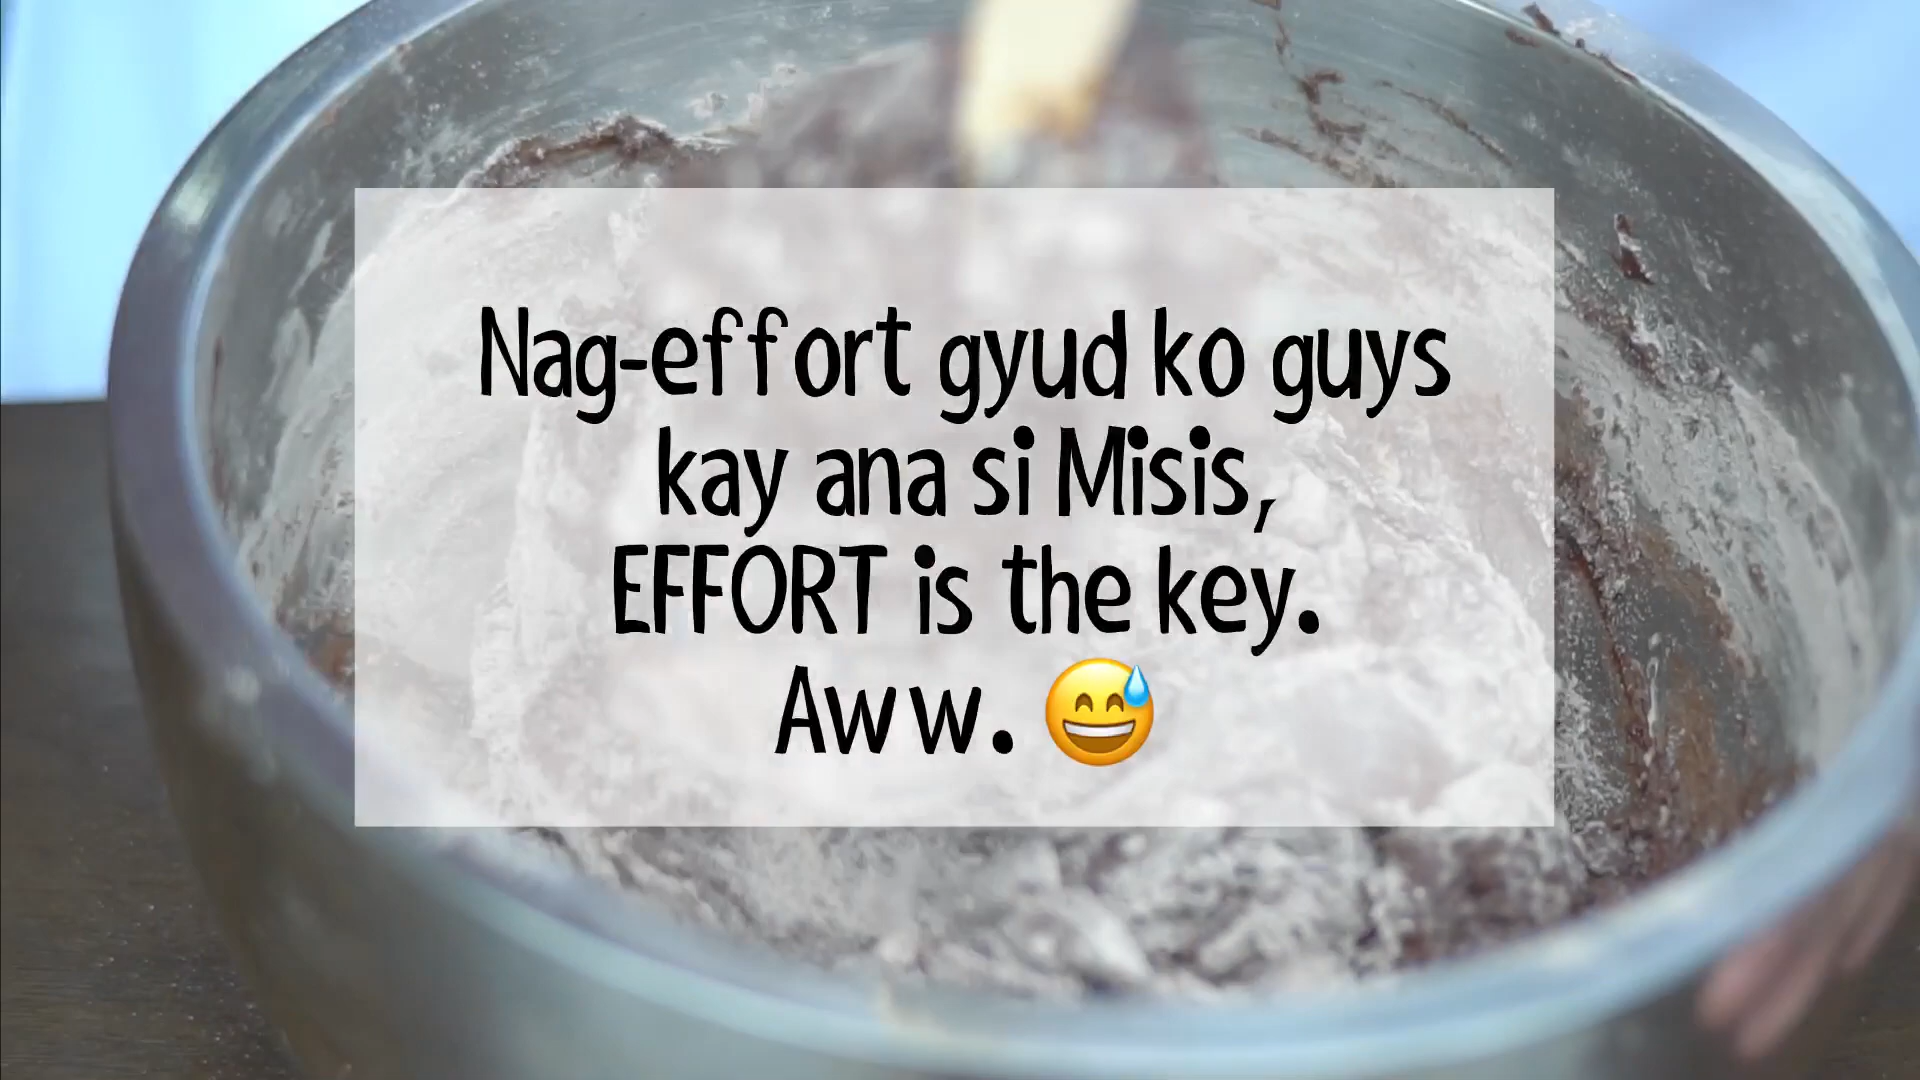 Nag-effort gyud ko guys
kay ana si Misis,
EFFORT is the key.
Aww. 😅